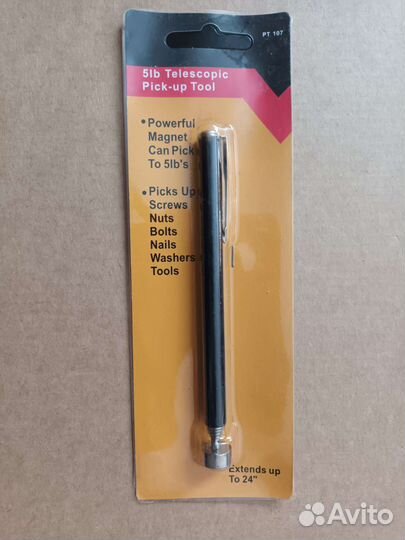 PT 107
5lb Telescopic
Pick-up Tool
•Powerful
Magnet
Can Pick
To 5lb's
•Picks Up
Screws
Nuts
Bolts
Nails
Washers
Tools
Extends up
To 24"
Avito